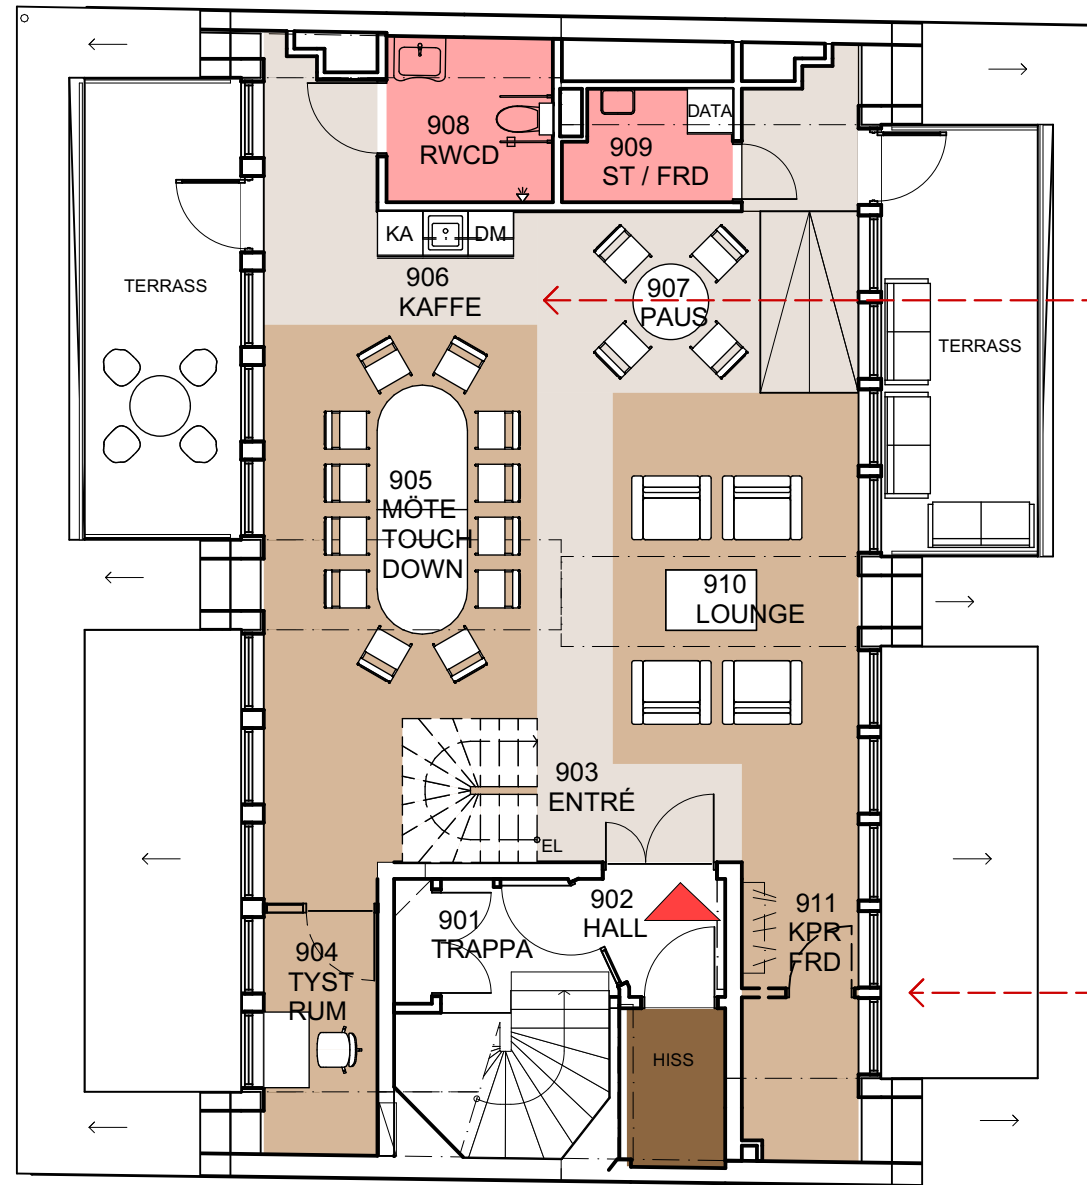 908
RWCD
DATA
909
ST / FRD
KA
DM
906
KAFFE
907
PAUS
TERRASS
TERRASS
905
MÖTE
TOUCH
DOWN
910
LOUNGE
903
ENTRÉ
EL
902
HALL
901
TRAPPA
911
KPR
FRD
904
TYST
RUM
HISS